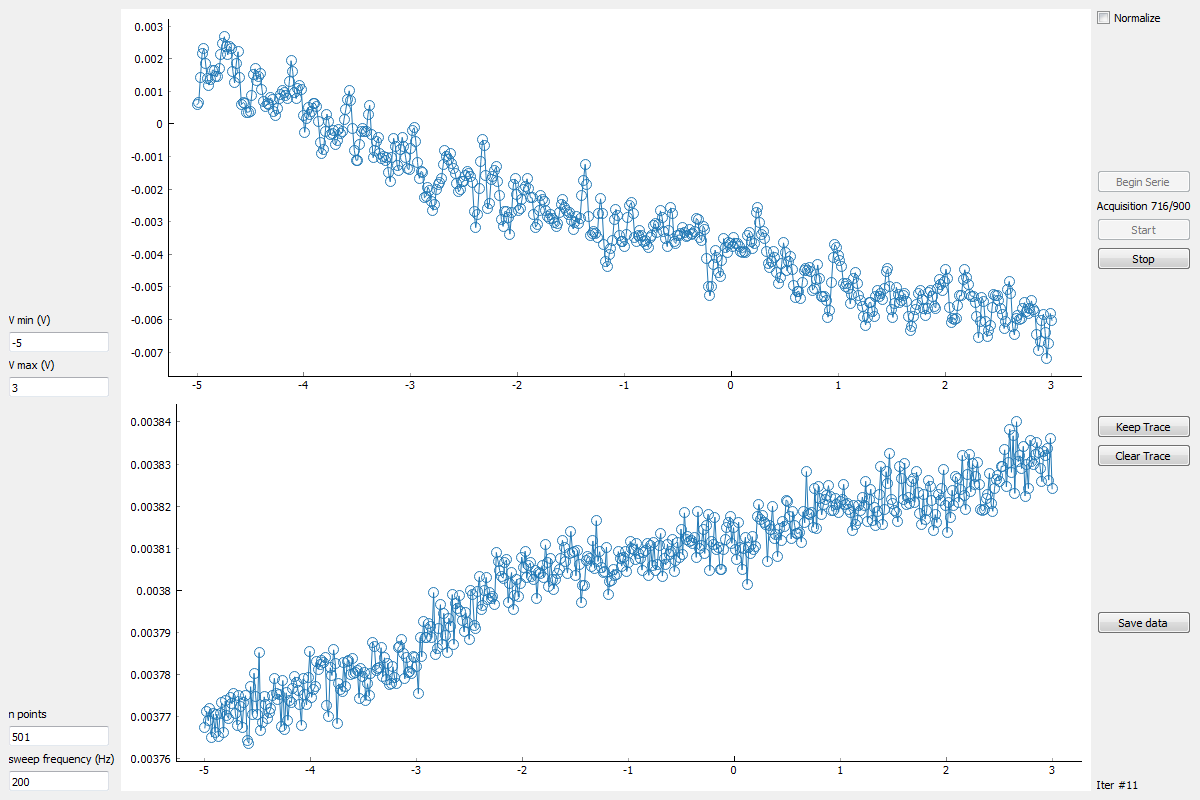 Normalize
0.003
0.002
0.001
0
-0.001
-0.002
-0.003
-0.004
-0.005
-0.006
-0.007
-5 -4 -3 -2 -1 0 1 2 3
Begin Serie
Acquisition 716/900
Start
Stop
V min (V)
-5
V max (V)
3
0.00384
0.00383
0.00382
0.00381
0.0038
0.00379
0.00378
0.00377
0.00376
-5 -4 -3 -2 -1 0 1 2 3
Keep Trace
Clear Trace
Save data
n points
501
sweep frequency (Hz)
200
Iter #11